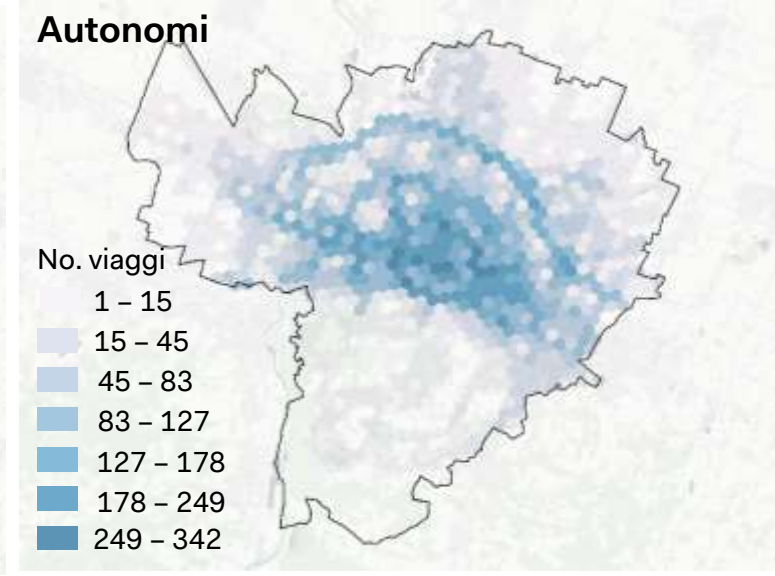 Autonomi
No. viaggi
1 – 15
15 – 45
45 – 83
83 – 127
127 – 178
178 – 249
249 – 342